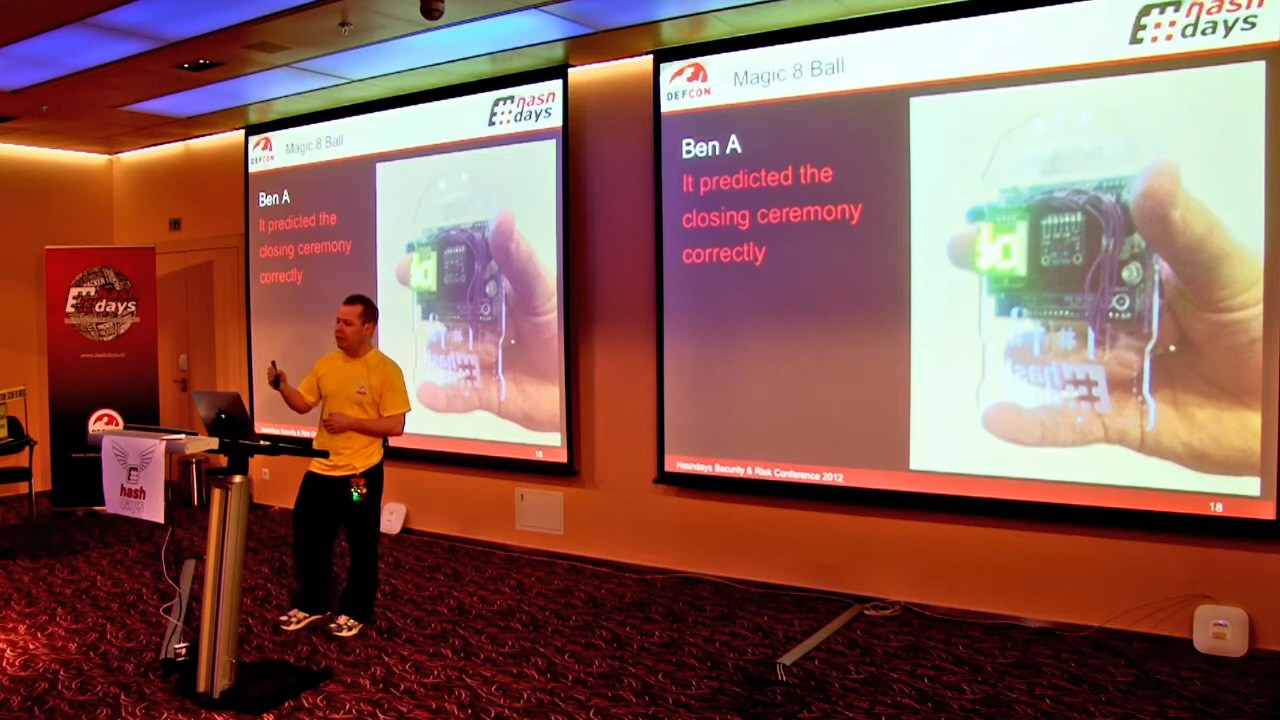 hash
days
DEFCON
Magic 8 Ball
Ben A
It predicted the
closing ceremony
correctly
18
hash
days
DEFCON
Magic 8 Ball
Ben A
It predicted the
closing ceremony
correctly
#hash
Hashdays Security & Risk Conference 2012
18
days
hash